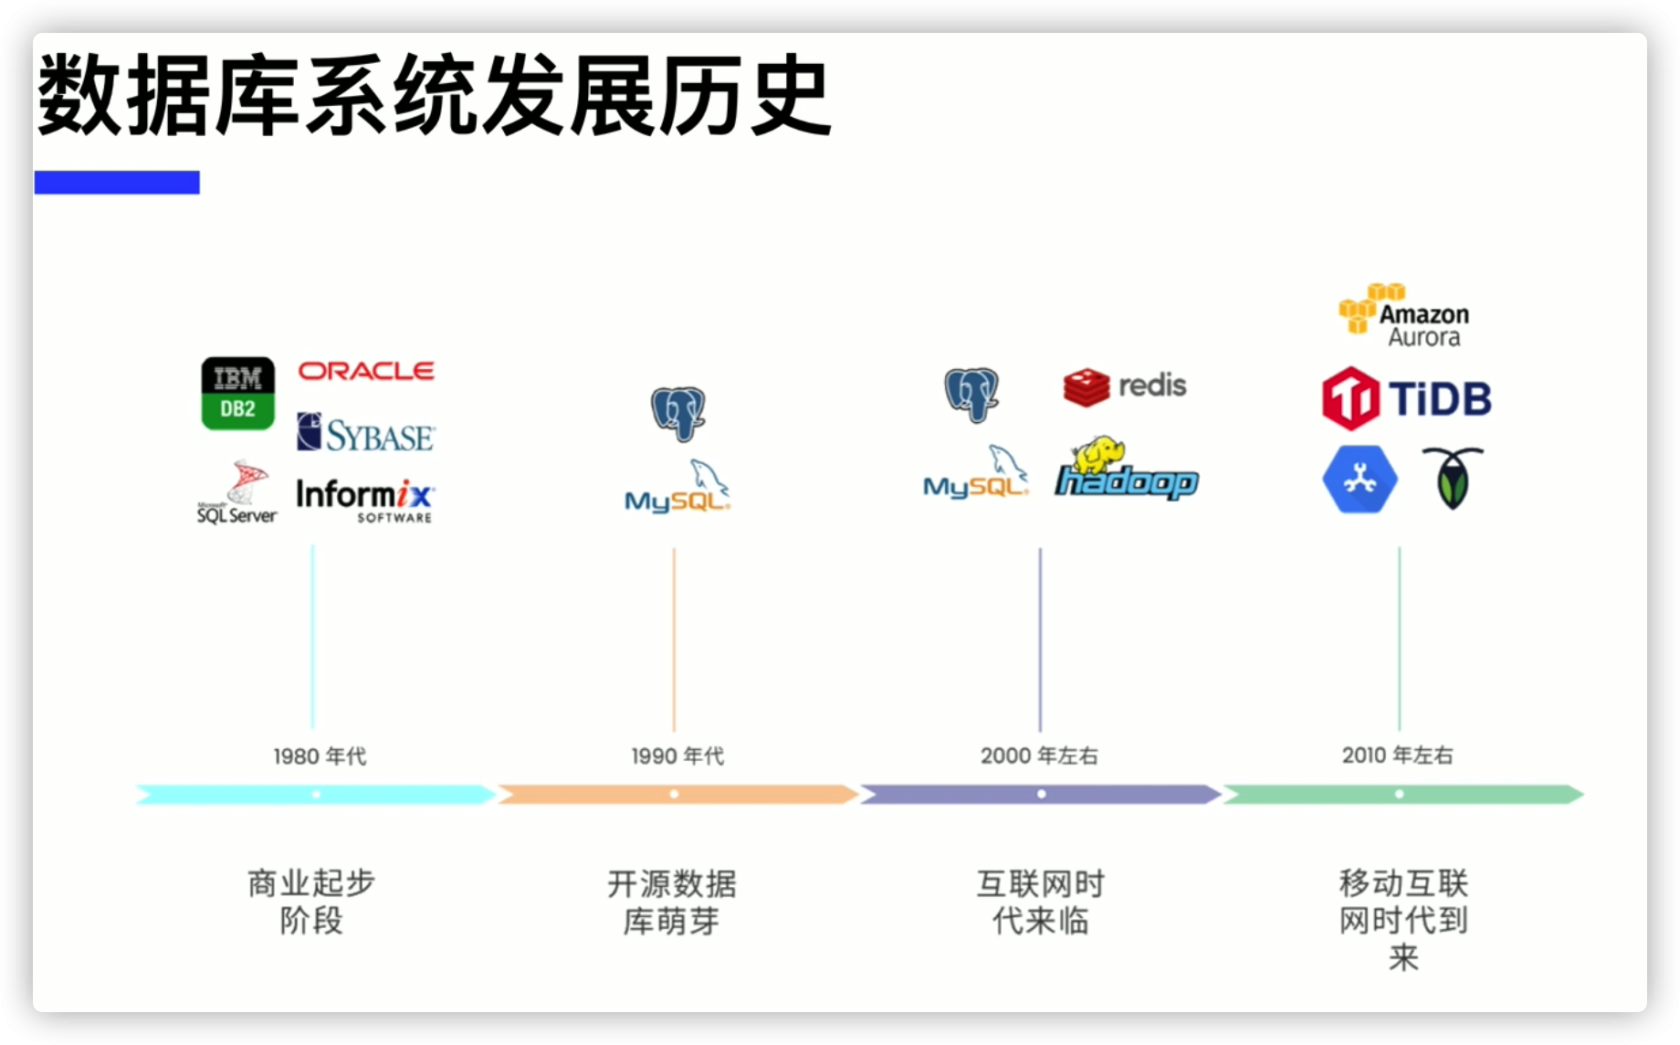 数据库系统发展历史
IBM
DB2
ORACLE
SYBASE
Microsoft
SQL Server
Informix
SOFTWARE
MySQL
MySQL
redis
hadoop
Amazon
Aurora
TiDB
1980 年代
1990 年代
2000 年左右
2010 年左右
商业起步
阶段
开源数据
库萌芽
互联网时
代来临
移动互联
网时代到
来